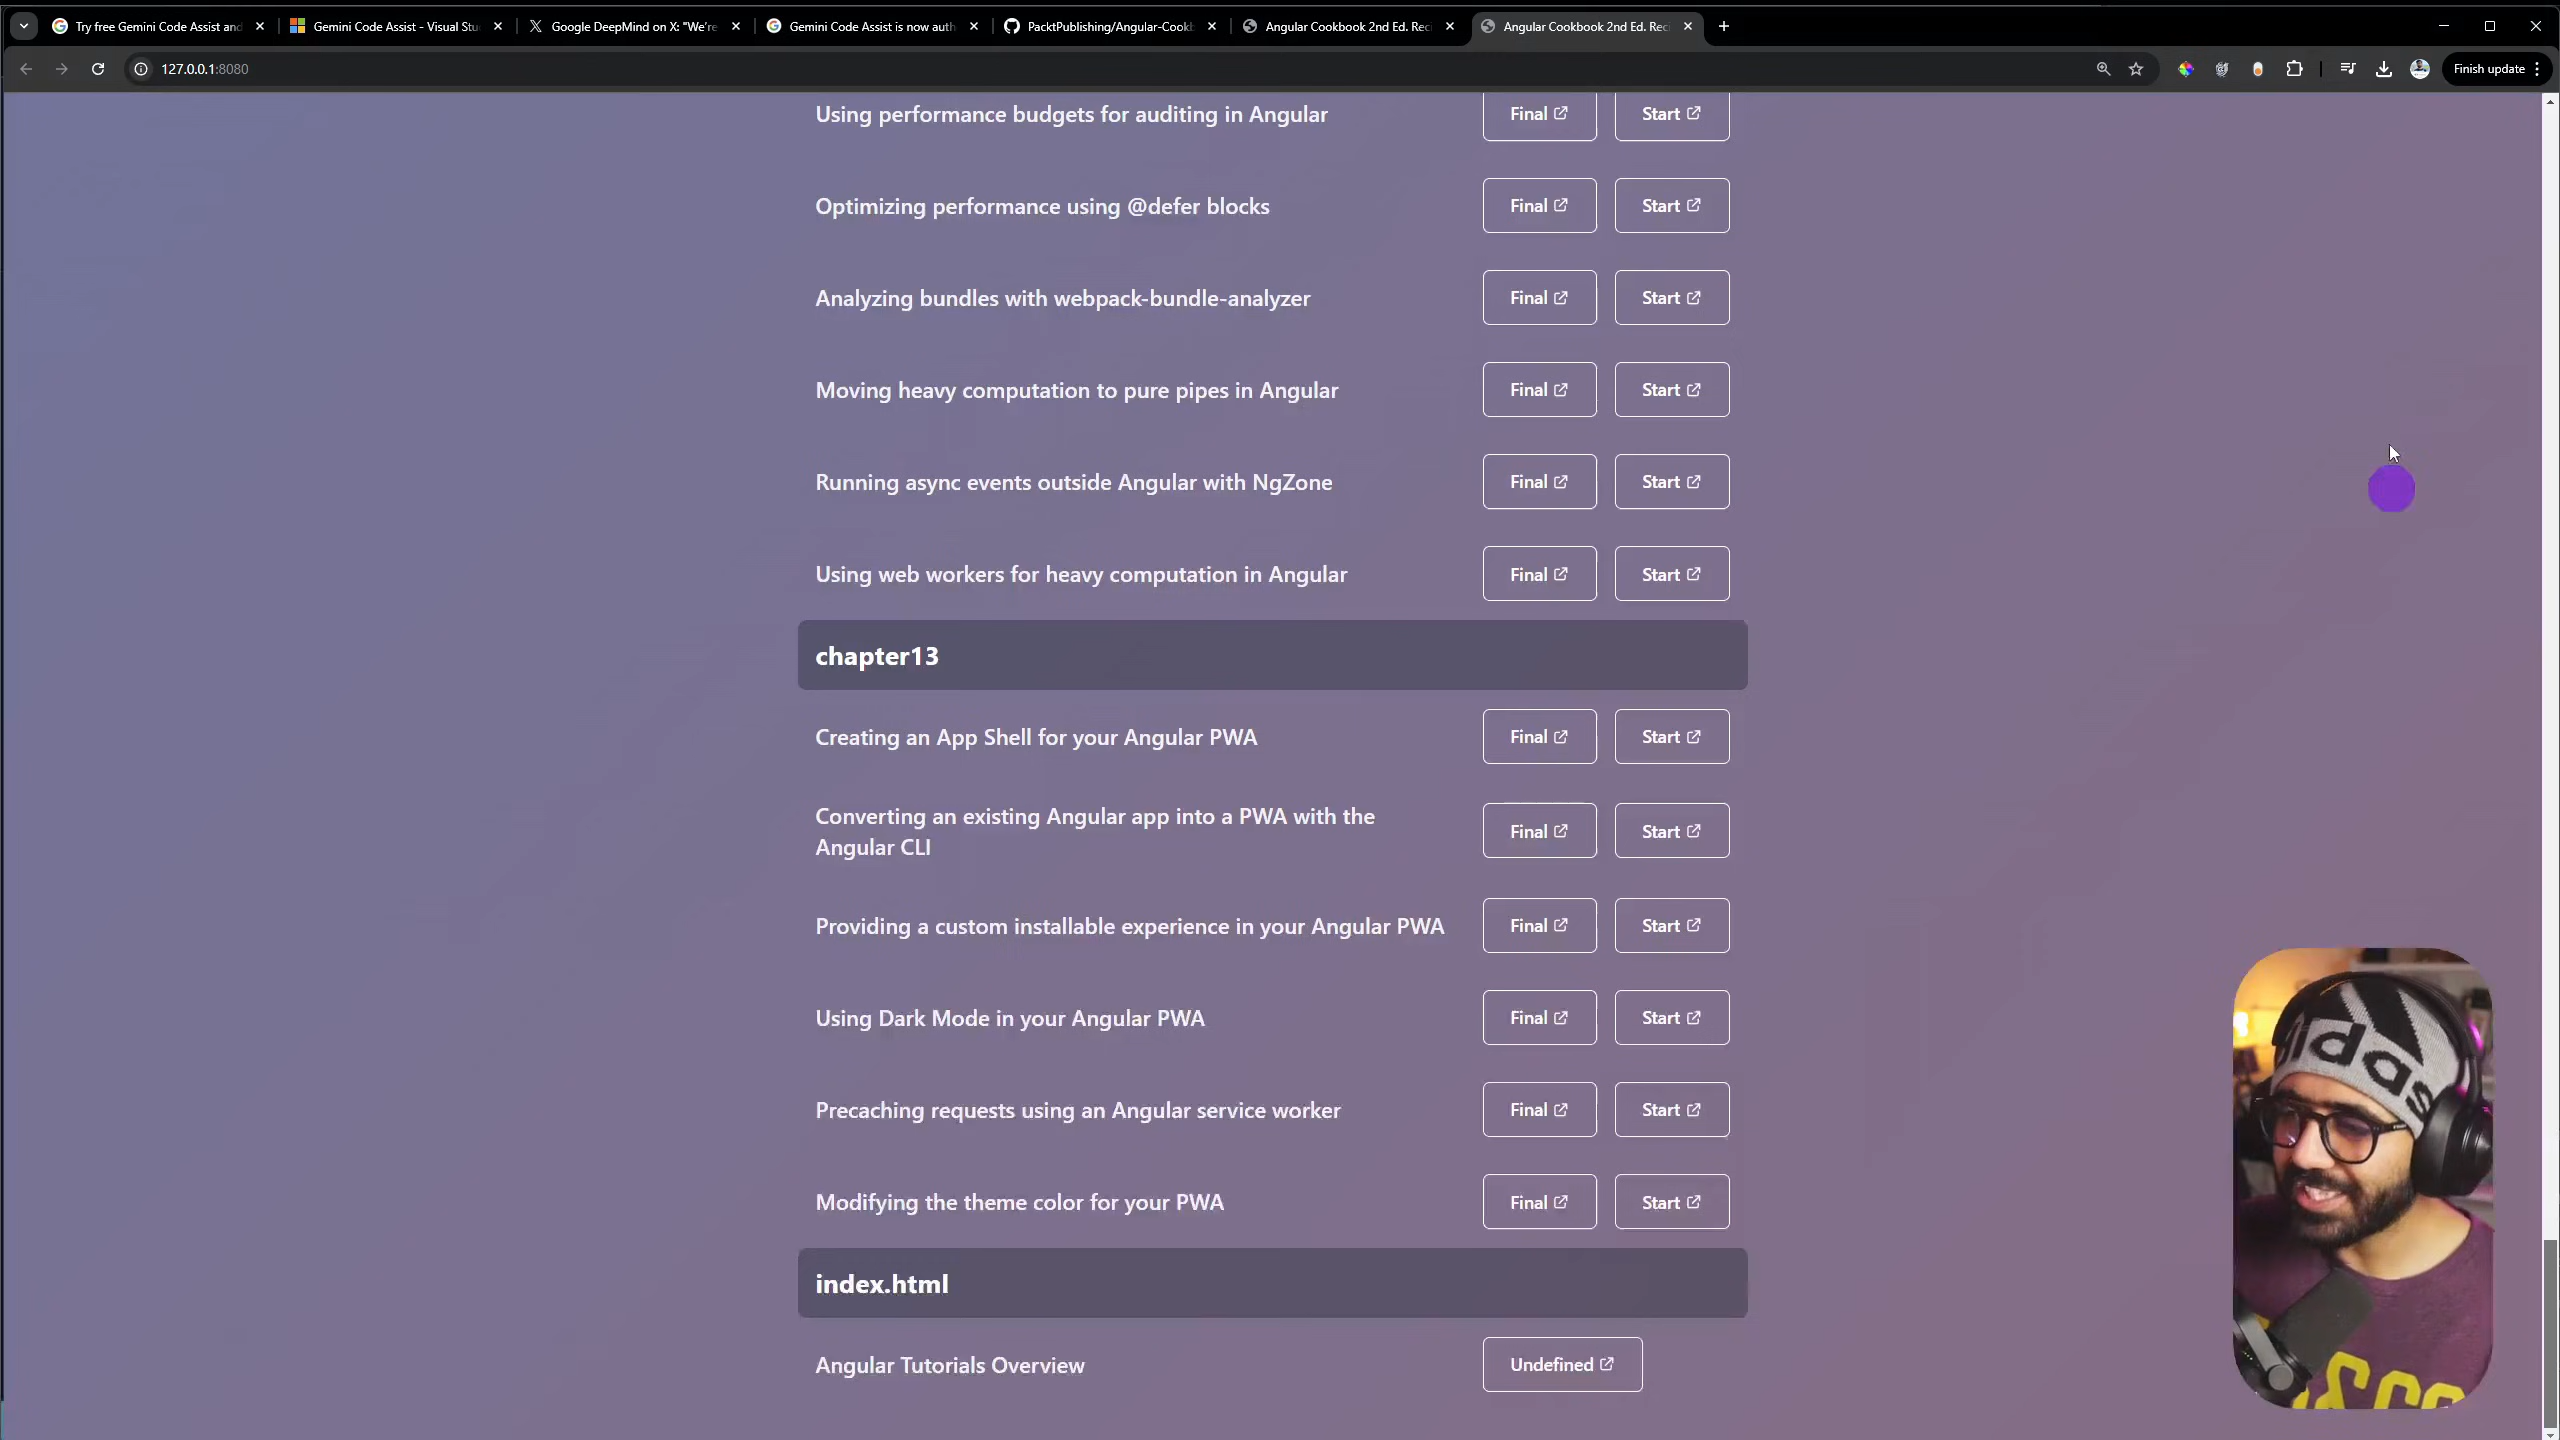 Try free Gemini Code Assist and
Gemini Code Assist - Visual Stu
Google DeepMind on X: "We're
Gemini Code Assist is now auth
PacktPublishing/Angular-Cookb
Angular Cookbook 2nd Ed. Reci
Angular Cookbook 2nd Ed. Reci
127.0.0.1:8080
Finish update
Using performance budgets for auditing in Angular
Final
Start
Optimizing performance using @defer blocks
Final
Start
Analyzing bundles with webpack-bundle-analyzer
Final
Start
Moving heavy computation to pure pipes in Angular
Final
Start
Running async events outside Angular with NgZone
Final
Start
Using web workers for heavy computation in Angular
Final
Start
chapter13
Creating an App Shell for your Angular PWA
Final
Start
Converting an existing Angular app into a PWA with the
Angular CLI
Final
Start
Providing a custom installable experience in your Angular PWA
Final
Start
Using Dark Mode in your Angular PWA
Final
Start
Precaching requests using an Angular service worker
Final
Start
Modifying the theme color for your PWA
Final
Start
index.html
Angular Tutorials Overview
Undefined
adidas